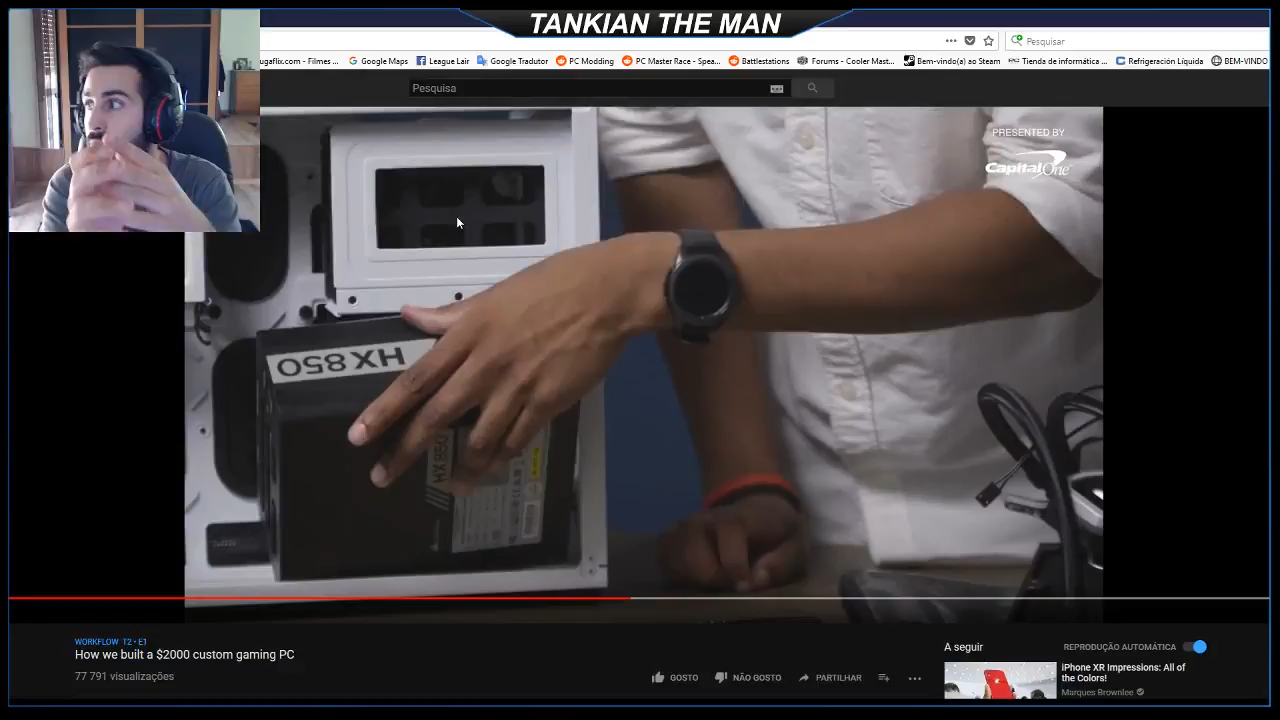 TANKIAN THE MAN
Pesquisar
ugaflix.com - Filmes ... Google Maps League Lair Google Tradutor PC Modding PC Master Race - Spea... Battlestations Forums - Cooler Mast... Bem-vindo(a) ao Steam Tienda de informática ... Refrigeración Líquida BEM-VINDO
Pesquisa
PRESENTED BY
Capital One
HX850
HX850
WORKFLOW T2 • E1
How we built a $2000 custom gaming PC
77 791 visualizações
GOSTO NÃO GOSTO PARTILHAR
A seguir REPRODUÇÃO AUTOMÁTICA
iPhone XR Impressions: All of
the Colors!
Marques Brownlee